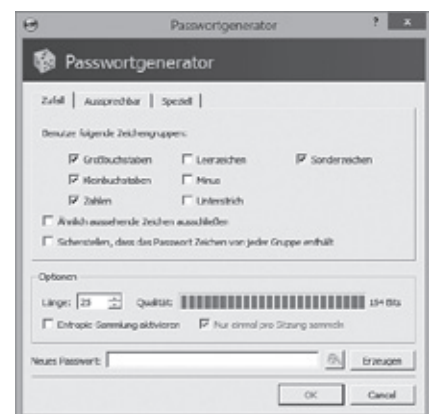 Passwortgenerator ? x
Passwortgenerator
Zufall Aussprechbar Speziell
Benutze folgende Zeichengruppen:
Großbuchstaben Leerzeichen Sonderzeichen
Kleinbuchstaben Minus
Zahlen Unterstrich
Ähnlich aussehende Zeichen ausschließen
Sicherstellen, dass das Passwort Zeichen von jeder Gruppe enthält
Optionen
Länge: 25 Qualität: 154 Bits
Entropie-Sammlung aktivieren Nur einmal pro Sitzung sammeln
Neues Passwort: Erzeugen
OK Cancel